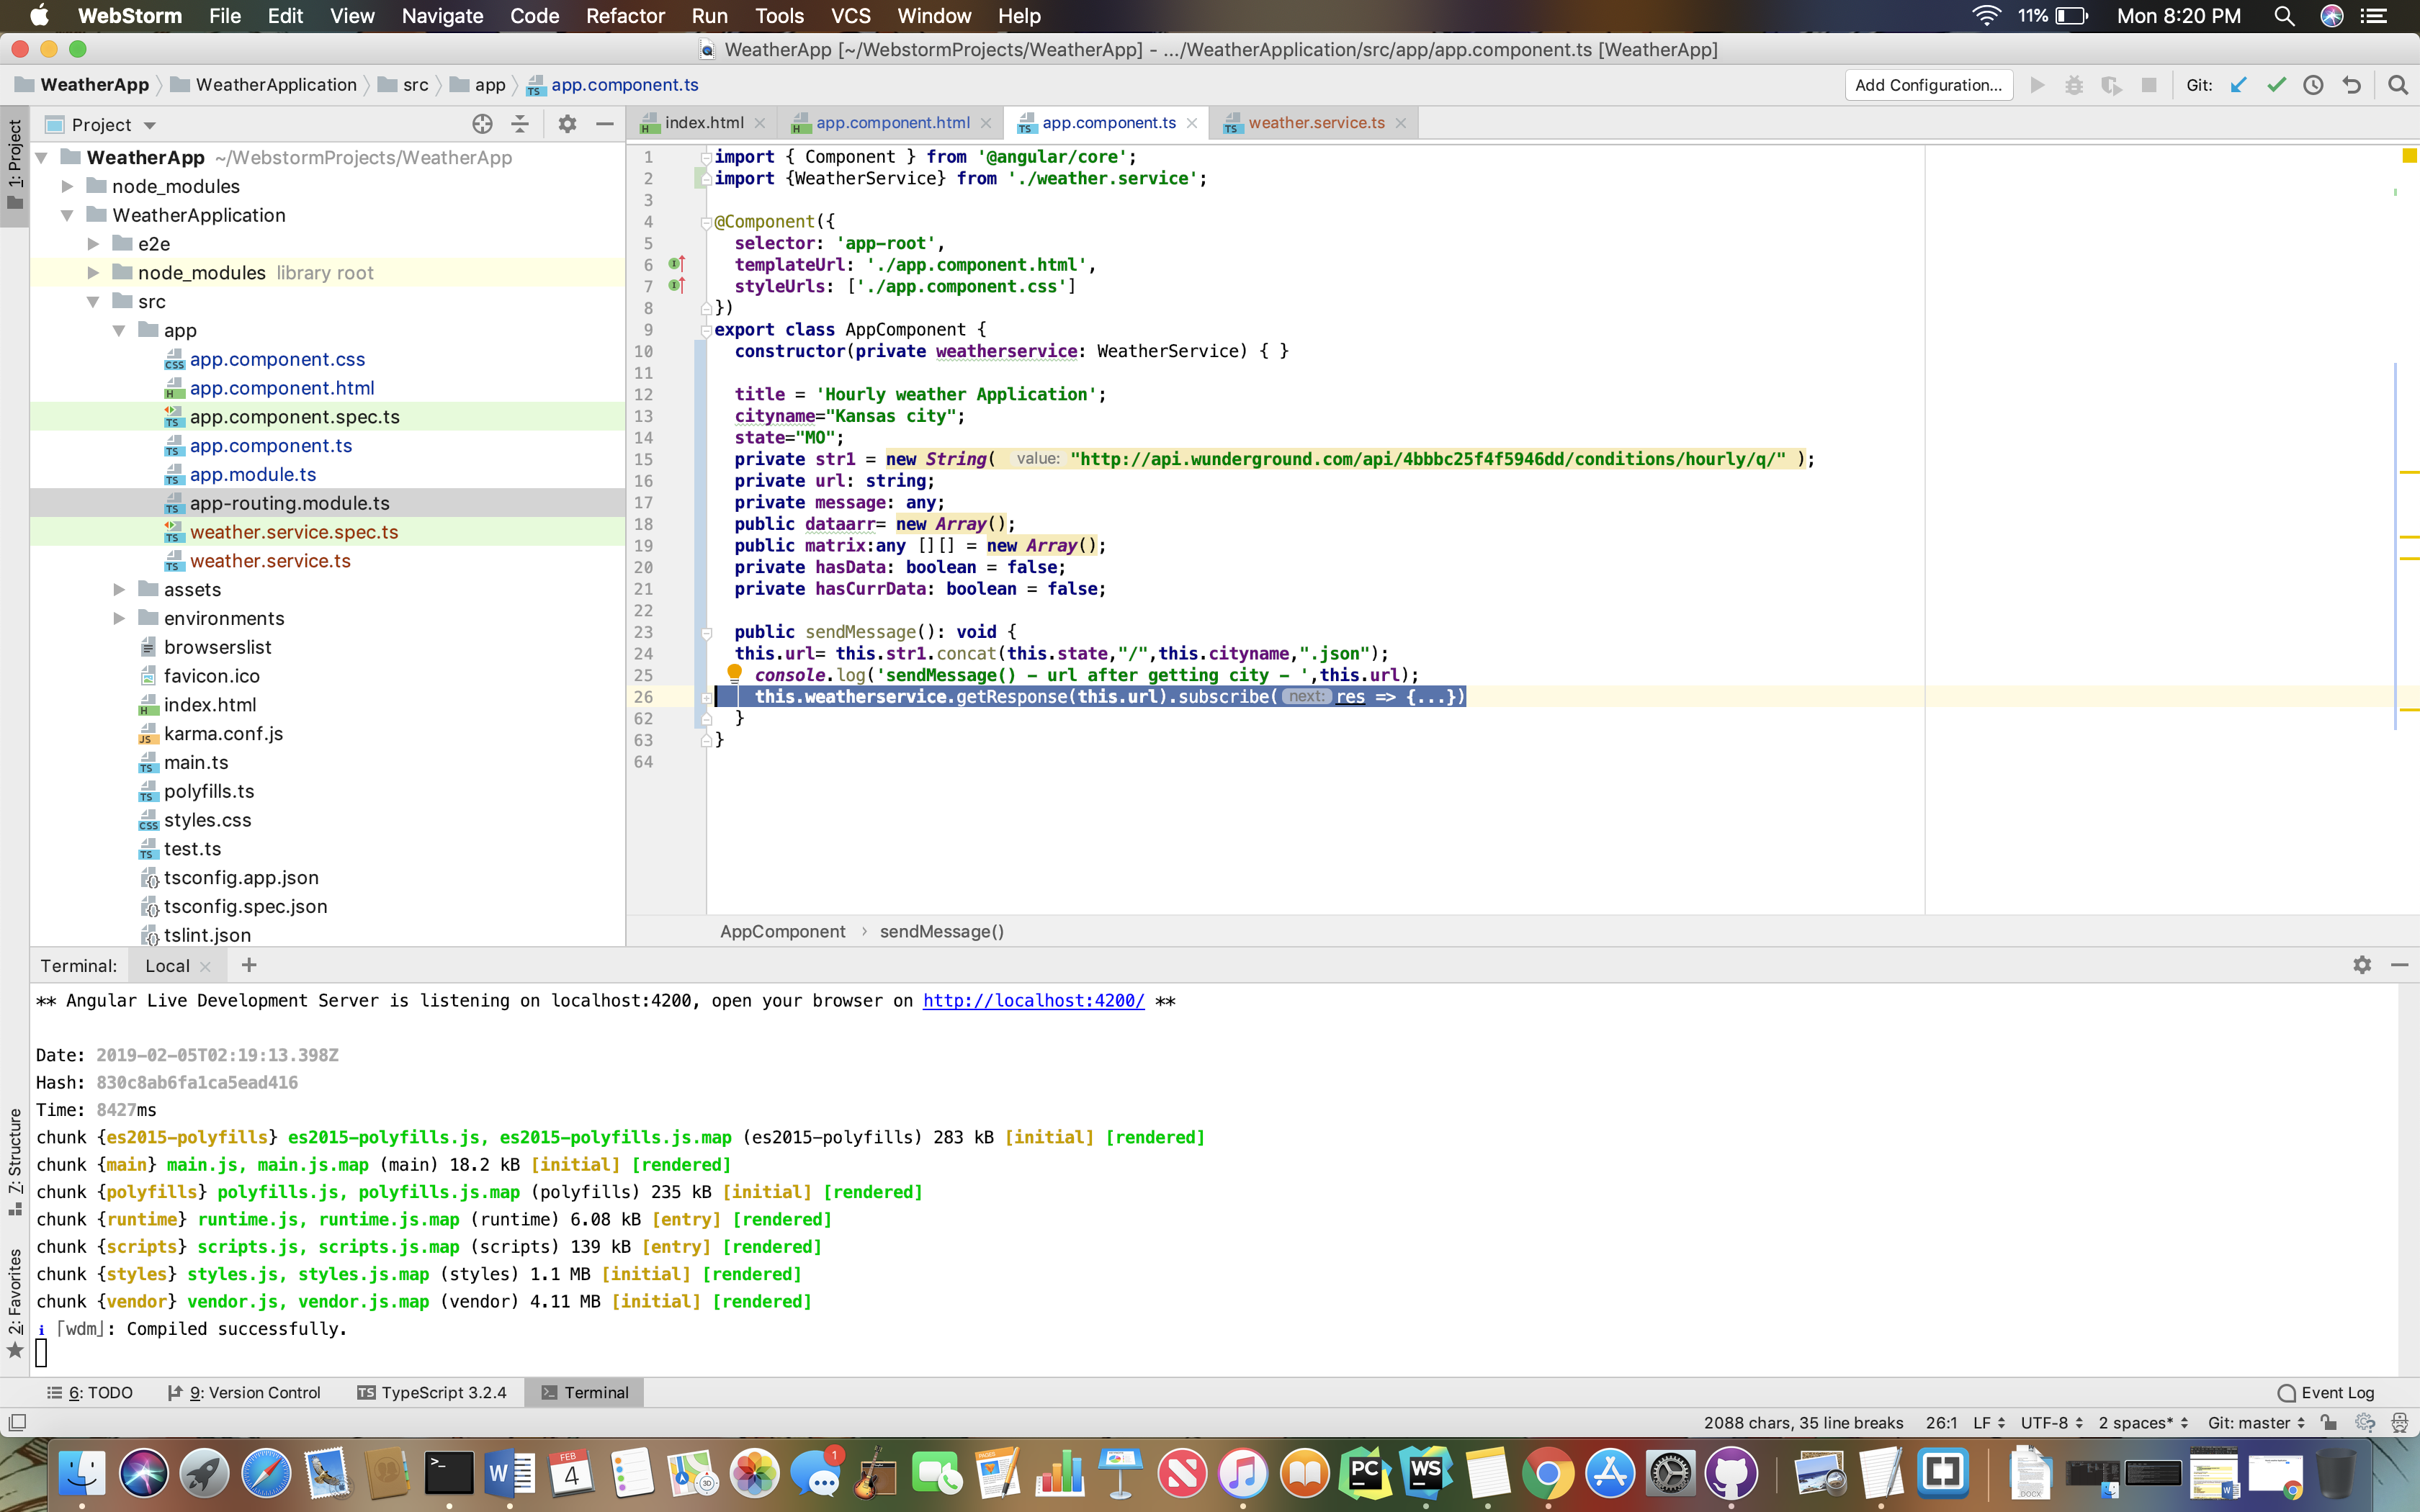 WebStorm File Edit View Navigate Code Refactor Run Tools VCS Window Help 11% Mon 8:20 PM
WeatherApp [~/WebstormProjects/WeatherApp] - .../WeatherApplication/src/app/app.component.ts [WeatherApp]
WeatherApp WeatherApplication src app app.component.ts Add Configuration... Git:
1: Project
Project
index.html app.component.html app.component.ts weather.service.ts
WeatherApp ~/WebstormProjects/WeatherApp
node_modules
WeatherApplication
e2e
node_modules library root
src
app
app.component.css
app.component.html
app.component.spec.ts
app.component.ts
app.module.ts
app-routing.module.ts
weather.service.spec.ts
weather.service.ts
assets
environments
browserslist
favicon.ico
index.html
karma.conf.js
main.ts
polyfills.ts
styles.css
test.ts
tsconfig.app.json
tsconfig.spec.json
tslint.json
1 import { Component } from '@angular/core';
2 import {WeatherService} from './weather.service';
3
4 @Component({
5 selector: 'app-root',
6 templateUrl: './app.component.html',
7 styleUrls: ['./app.component.css']
8 })
9 export class AppComponent {
10 constructor(private weatherservice: WeatherService) { }
11
12 title = 'Hourly weather Application';
13 cityname="Kansas city";
14 state="MO";
15 private str1 = new String( value: "http://api.wunderground.com/api/4bbbc25f4f5946dd/conditions/hourly/q/" );
16 private url: string;
17 private message: any;
18 public dataarr= new Array();
19 public matrix:any [][] = new Array();
20 private hasData: boolean = false;
21 private hasCurrData: boolean = false;
22
23 public sendMessage(): void {
24 this.url= this.str1.concat(this.state,"/",this.cityname,".json");
25 console.log('sendMessage() - url after getting city - ',this.url);
26 this.weatherservice.getResponse(this.url).subscribe( next: res => {...})
62 }
63 }
64
AppComponent › sendMessage()
Terminal: Local +
** Angular Live Development Server is listening on localhost:4200, open your browser on http://localhost:4200/ **
Date: 2019-02-05T02:19:13.398Z
Hash: 830c8ab6fa1ca5ead416
Time: 8427ms
chunk {es2015-polyfills} es2015-polyfills.js, es2015-polyfills.js.map (es2015-polyfills) 283 kB [initial] [rendered]
chunk {main} main.js, main.js.map (main) 18.2 kB [initial] [rendered]
chunk {polyfills} polyfills.js, polyfills.js.map (polyfills) 235 kB [initial] [rendered]
chunk {runtime} runtime.js, runtime.js.map (runtime) 6.08 kB [entry] [rendered]
chunk {scripts} scripts.js, scripts.js.map (scripts) 139 kB [entry] [rendered]
chunk {styles} styles.js, styles.js.map (styles) 1.1 MB [initial] [rendered]
chunk {vendor} vendor.js, vendor.js.map (vendor) 4.11 MB [initial] [rendered]
i ｢wdm｣: Compiled successfully.
7: Structure
2: Favorites
6: TODO 9: Version Control TypeScript 3.2.4 Terminal Event Log
2088 chars, 35 line breaks 26:1 LF UTF-8 2 spaces* Git: master
FEB
4
1
PC
WS